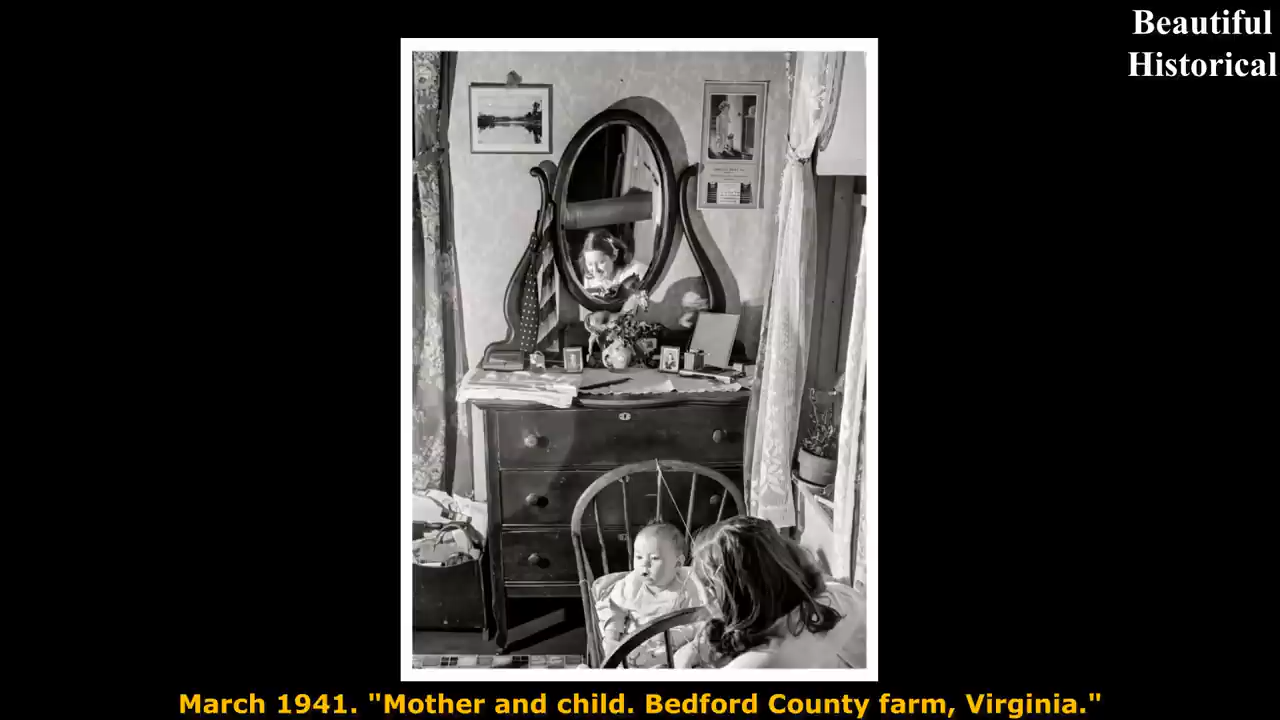 Beautiful
Historical
March 1941. "Mother and child. Bedford County farm, Virginia."